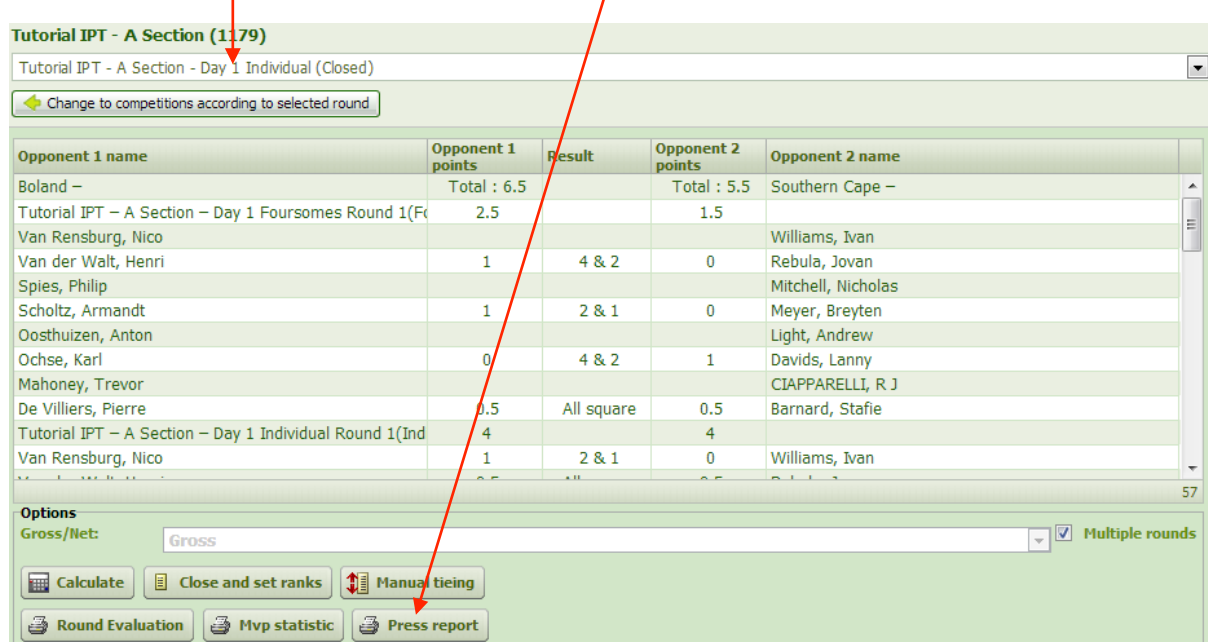 Tutorial IPT - A Section (1179)
Tutorial IPT - A Section - Day 1 Individual (Closed)
Change to competitions according to selected round
Opponent 1 name Opponent 1 points Result Opponent 2 points Opponent 2 name
Boland – Total : 6.5 Total : 5.5 Southern Cape –
Tutorial IPT – A Section – Day 1 Foursomes Round 1(Fo 2.5 1.5
Van Rensburg, Nico Williams, Ivan
Van der Walt, Henri 1 4 & 2 0 Rebula, Jovan
Spies, Philip Mitchell, Nicholas
Scholtz, Armandt 1 2 & 1 0 Meyer, Breyten
Oosthuizen, Anton Light, Andrew
Ochse, Karl 0 4 & 2 1 Davids, Lanny
Mahoney, Trevor CIAPPARELLI, R J
De Villiers, Pierre 0.5 All square 0.5 Barnard, Stafie
Tutorial IPT – A Section – Day 1 Individual Round 1(Ind 4 4
Van Rensburg, Nico 1 2 & 1 0 Williams, Ivan
57
Options
Gross/Net: Gross Multiple rounds
Calculate Close and set ranks Manual tieing
Round Evaluation Mvp statistic Press report